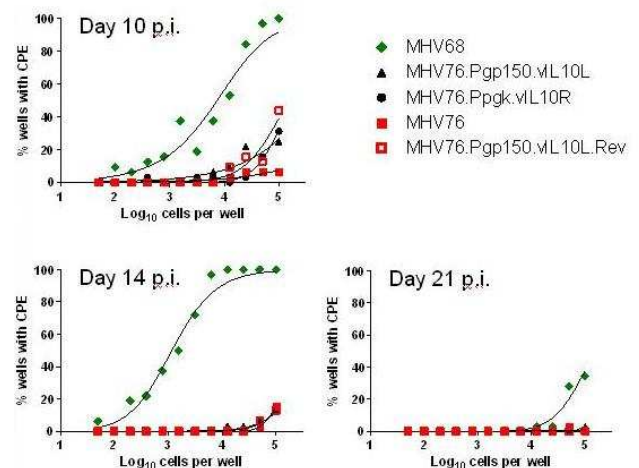 Day 10 p.i.
% wells with CPE
100
80
60
40
20
0
1 2 3 4 5
Log10 cells per well
MHV68
MHV76.Pgp150.vIL10L
MHV76.Ppgk.vIL10R
MHV76
MHV76.Pgp150.vIL10L.Rev
Day 14 p.i.
% wells with CPE
100
80
60
40
20
0
1 2 3 4 5
Log10 cells per well
Day 21 p.i.
% wells with CPE
100
80
60
40
20
0
1 2 3 4 5
Log10 cells per well